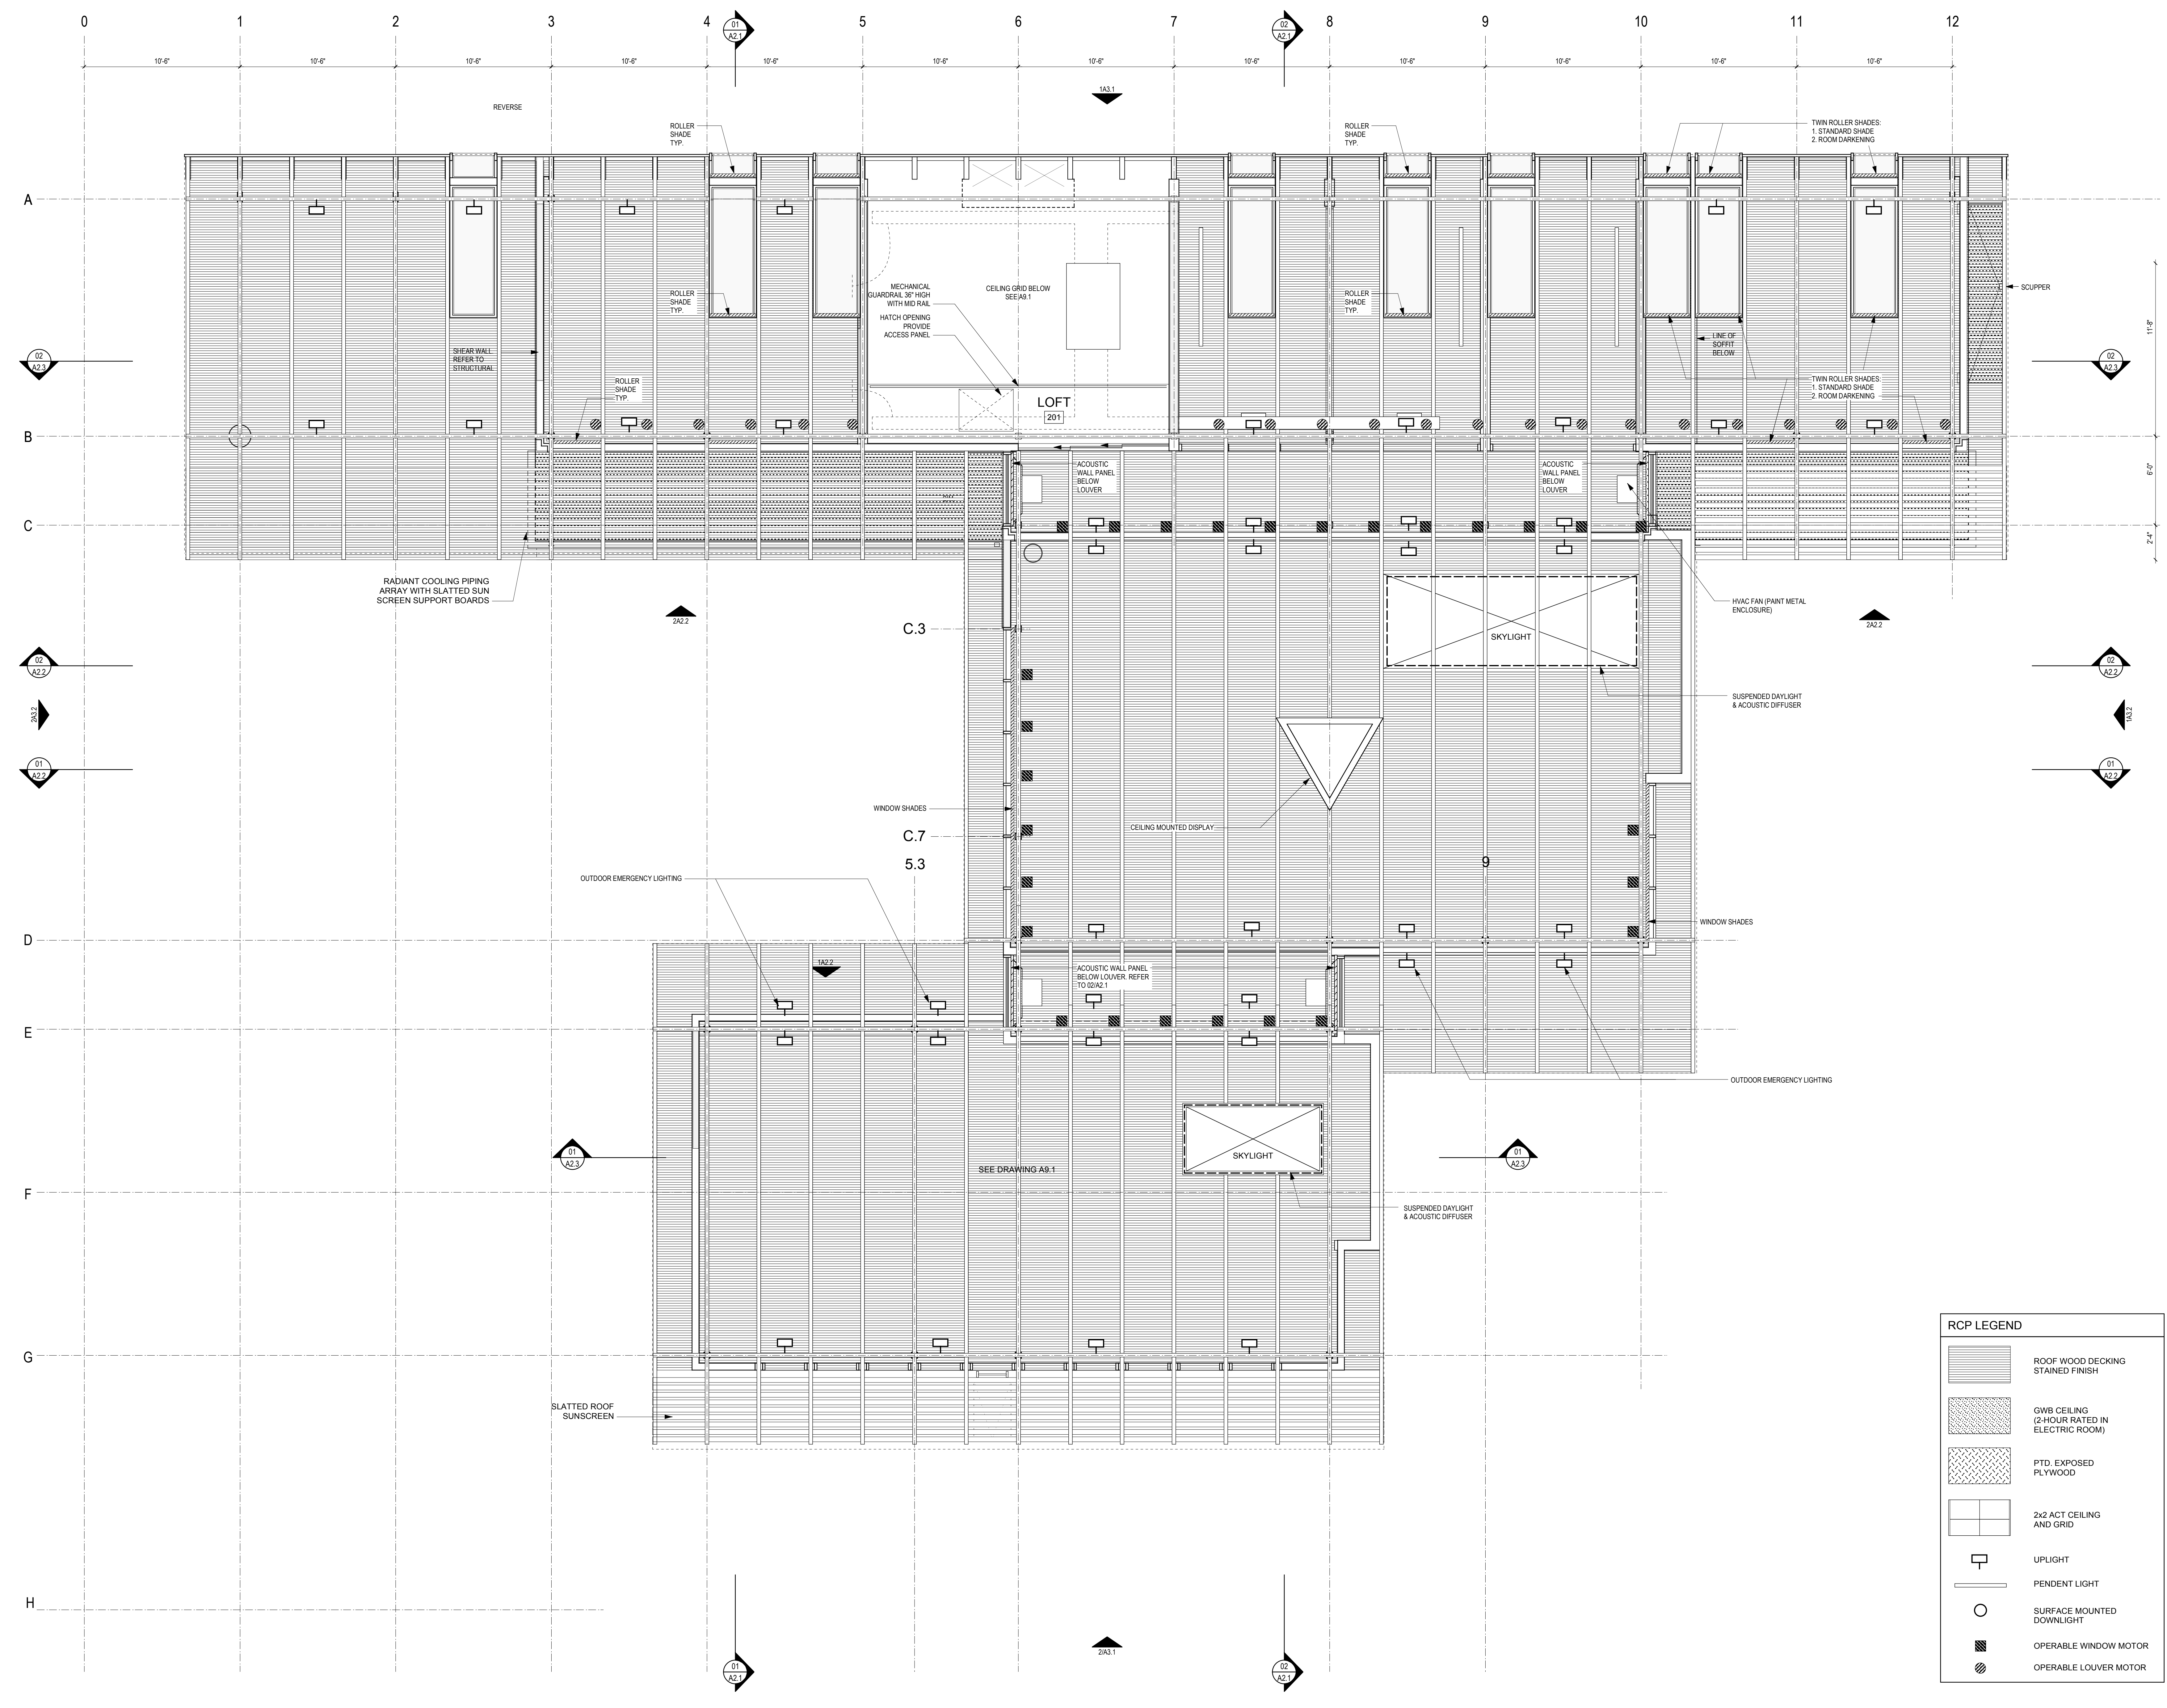 0 1 2 3 4 5 6 7 8 9 10 11 12
01
A2.1
02
A2.1
10'-6" 10'-6" 10'-6" 10'-6" 10'-6" 10'-6" 10'-6" 10'-6" 10'-6" 10'-6" 10'-6"
1A3.1
REVERSE
ROLLER
SHADE
TYP.
ROLLER
SHADE
TYP.
TWIN ROLLER SHADES:
1. STANDARD SHADE
2. ROOM DARKENING
A
MECHANICAL
GUARDRAIL 36" HIGH
WITH MID RAIL
CEILING GRID BELOW
SEE A9.1
ROLLER
SHADE
TYP.
ROLLER
SHADE
TYP.
SCUPPER
HATCH OPENING
PROVIDE
ACCESS PANEL
11'-8"
LINE OF
SOFFIT
BELOW
SHEAR WALL
REFER TO
STRUCTURAL
02
A2.3
02
A2.3
ROLLER
SHADE
TYP.
TWIN ROLLER SHADES:
1. STANDARD SHADE
2. ROOM DARKENING
LOFT
201
B
ACOUSTIC
WALL PANEL
BELOW
LOUVER
ACOUSTIC
WALL PANEL
BELOW
LOUVER
6'-0"
C
2'-4"
RADIANT COOLING PIPING
ARRAY WITH SLATTED SUN
SCREEN SUPPORT BOARDS
HVAC FAN (PAINT METAL
ENCLOSURE)
2A2.2
2A2.2
C.3
SKYLIGHT
02
A2.2
02
A2.2
SUSPENDED DAYLIGHT
& ACOUSTIC DIFFUSER
2A3.2
1A3.2
01
A2.2
01
A2.2
WINDOW SHADES
CEILING MOUNTED DISPLAY
C.7
5.3
9
OUTDOOR EMERGENCY LIGHTING
WINDOW SHADES
D
1A2.2
ACOUSTIC WALL PANEL
BELOW LOUVER. REFER
TO 02/A2.1
E
OUTDOOR EMERGENCY LIGHTING
01
A2.3
SKYLIGHT
01
A2.3
SEE DRAWING A9.1
F
SUSPENDED DAYLIGHT
& ACOUSTIC DIFFUSER
G
SLATTED ROOF
SUNSCREEN
H
01
A2.1
2/A3.1
02
A2.1
RCP LEGEND
ROOF WOOD DECKING
STAINED FINISH
GWB CEILING
(2-HOUR RATED IN
ELECTRIC ROOM)
PTD. EXPOSED
PLYWOOD
2x2 ACT CEILING
AND GRID
UPLIGHT
PENDENT LIGHT
SURFACE MOUNTED
DOWNLIGHT
OPERABLE WINDOW MOTOR
OPERABLE LOUVER MOTOR